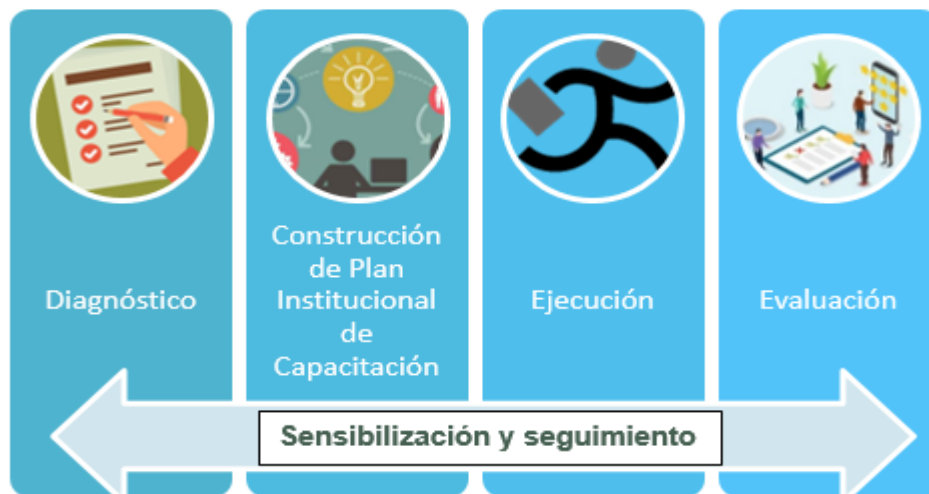 Diagnóstico
Construcción
de Plan
Institucional
de
Capacitación
Ejecución
Evaluación
Sensibilización y seguimiento